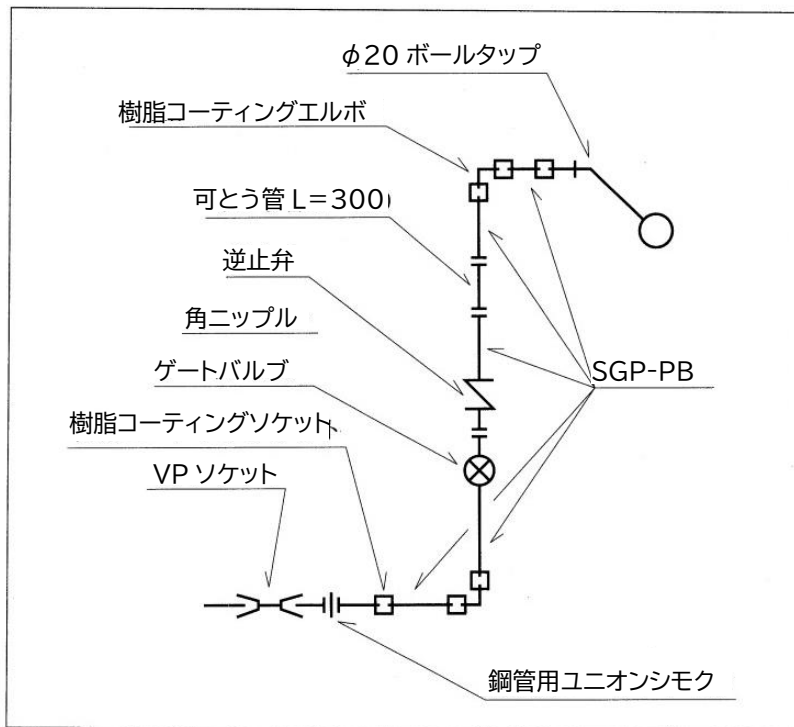 φ20 ボールタップ
樹脂コーティングエルボ
可とう管 L=300
逆止弁
角ニップル
ゲートバルブ
SGP-PB
樹脂コーティングソケット
VP ソケット
鋼管用ユニオンシモク